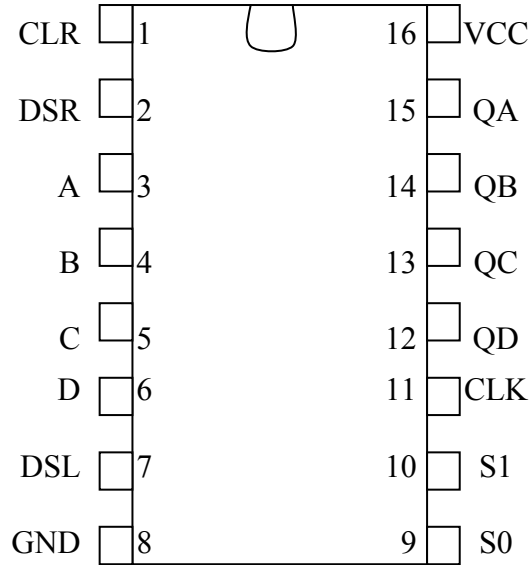 CLR 1 16 VCC
DSR 2 15 QA
A 3 14 QB
B 4 13 QC
C 5 12 QD
D 6 11 CLK
DSL 7 10 S1
GND 8 9 S0